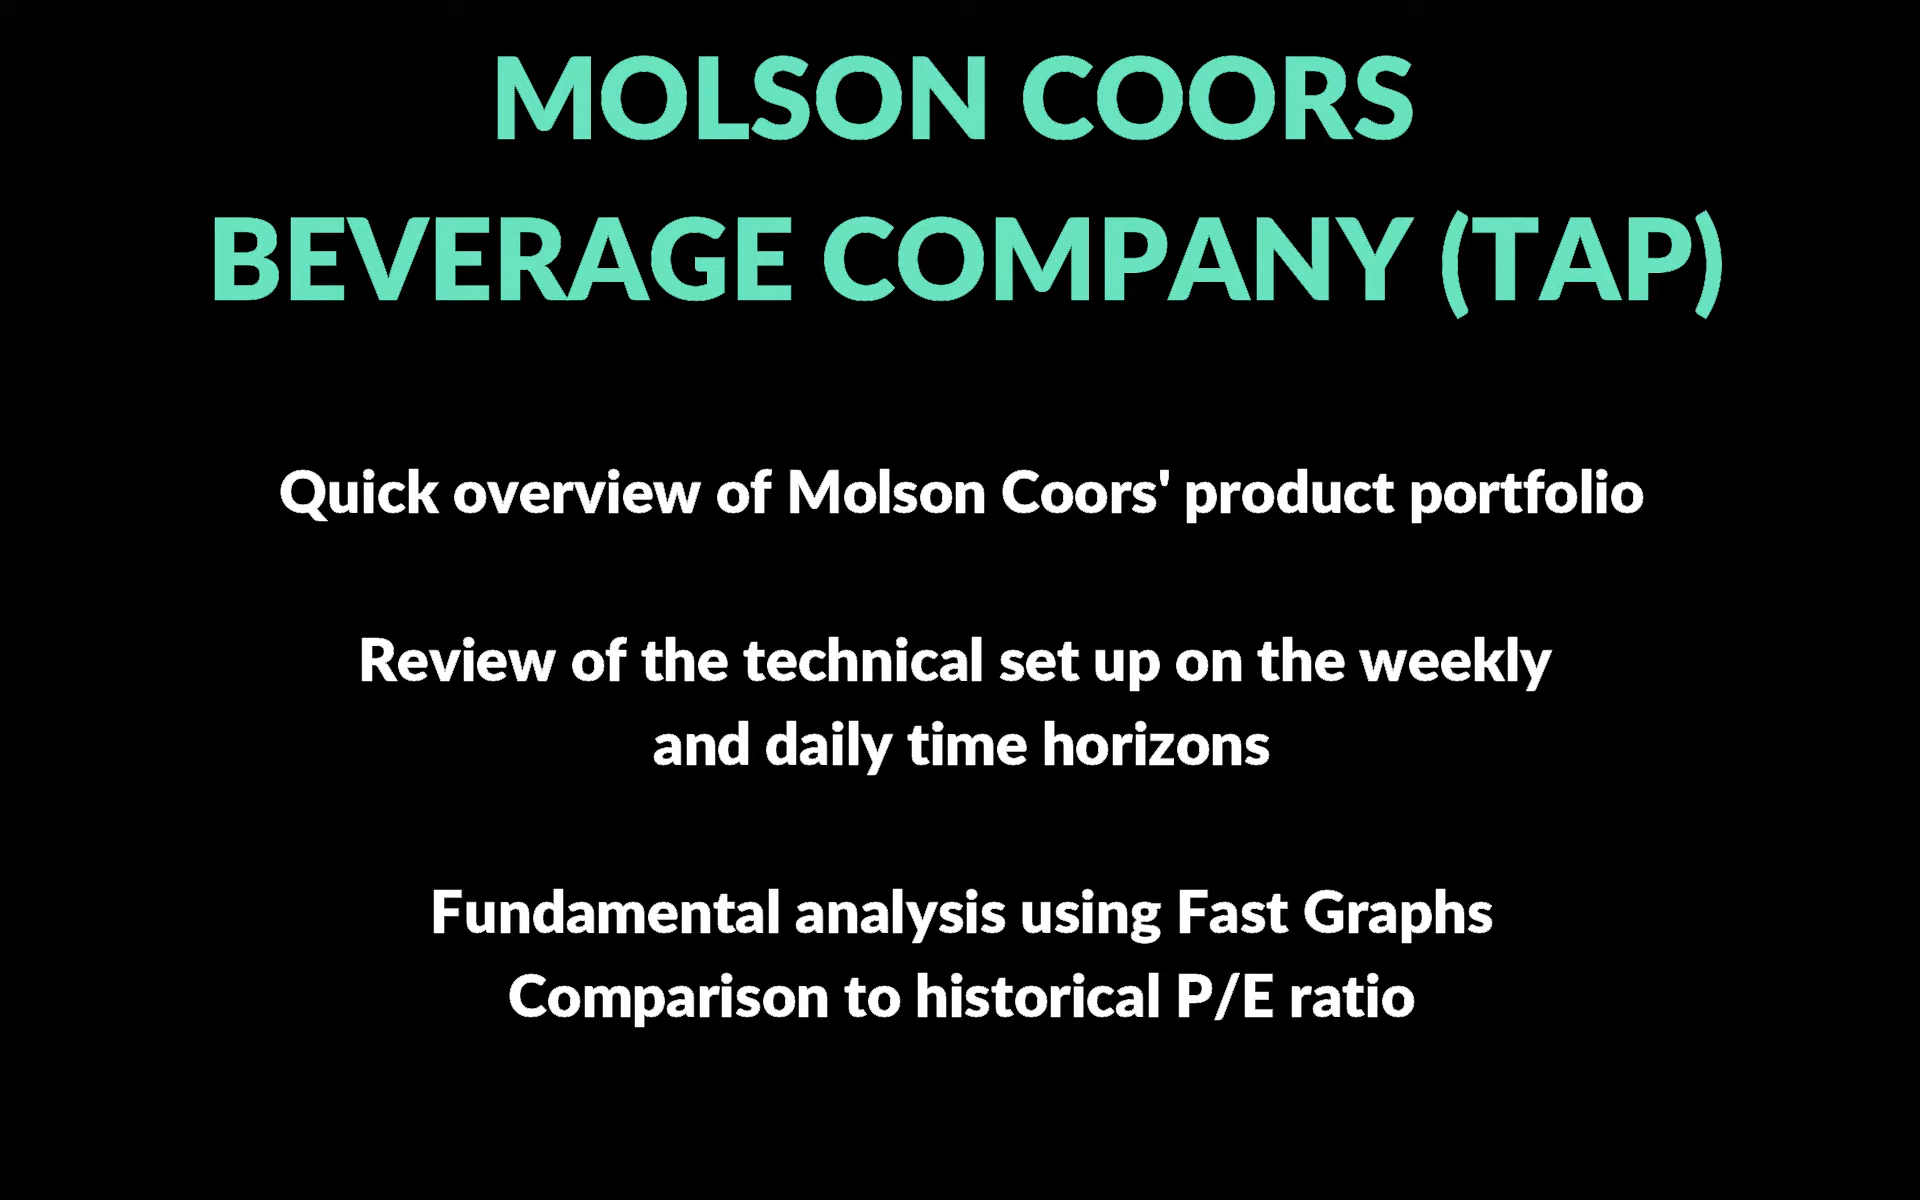 MOLSON COORS
BEVERAGE COMPANY (TAP)
Quick overview of Molson Coors' product portfolio
Review of the technical set up on the weekly
and daily time horizons
Fundamental analysis using Fast Graphs
Comparison to historical P/E ratio